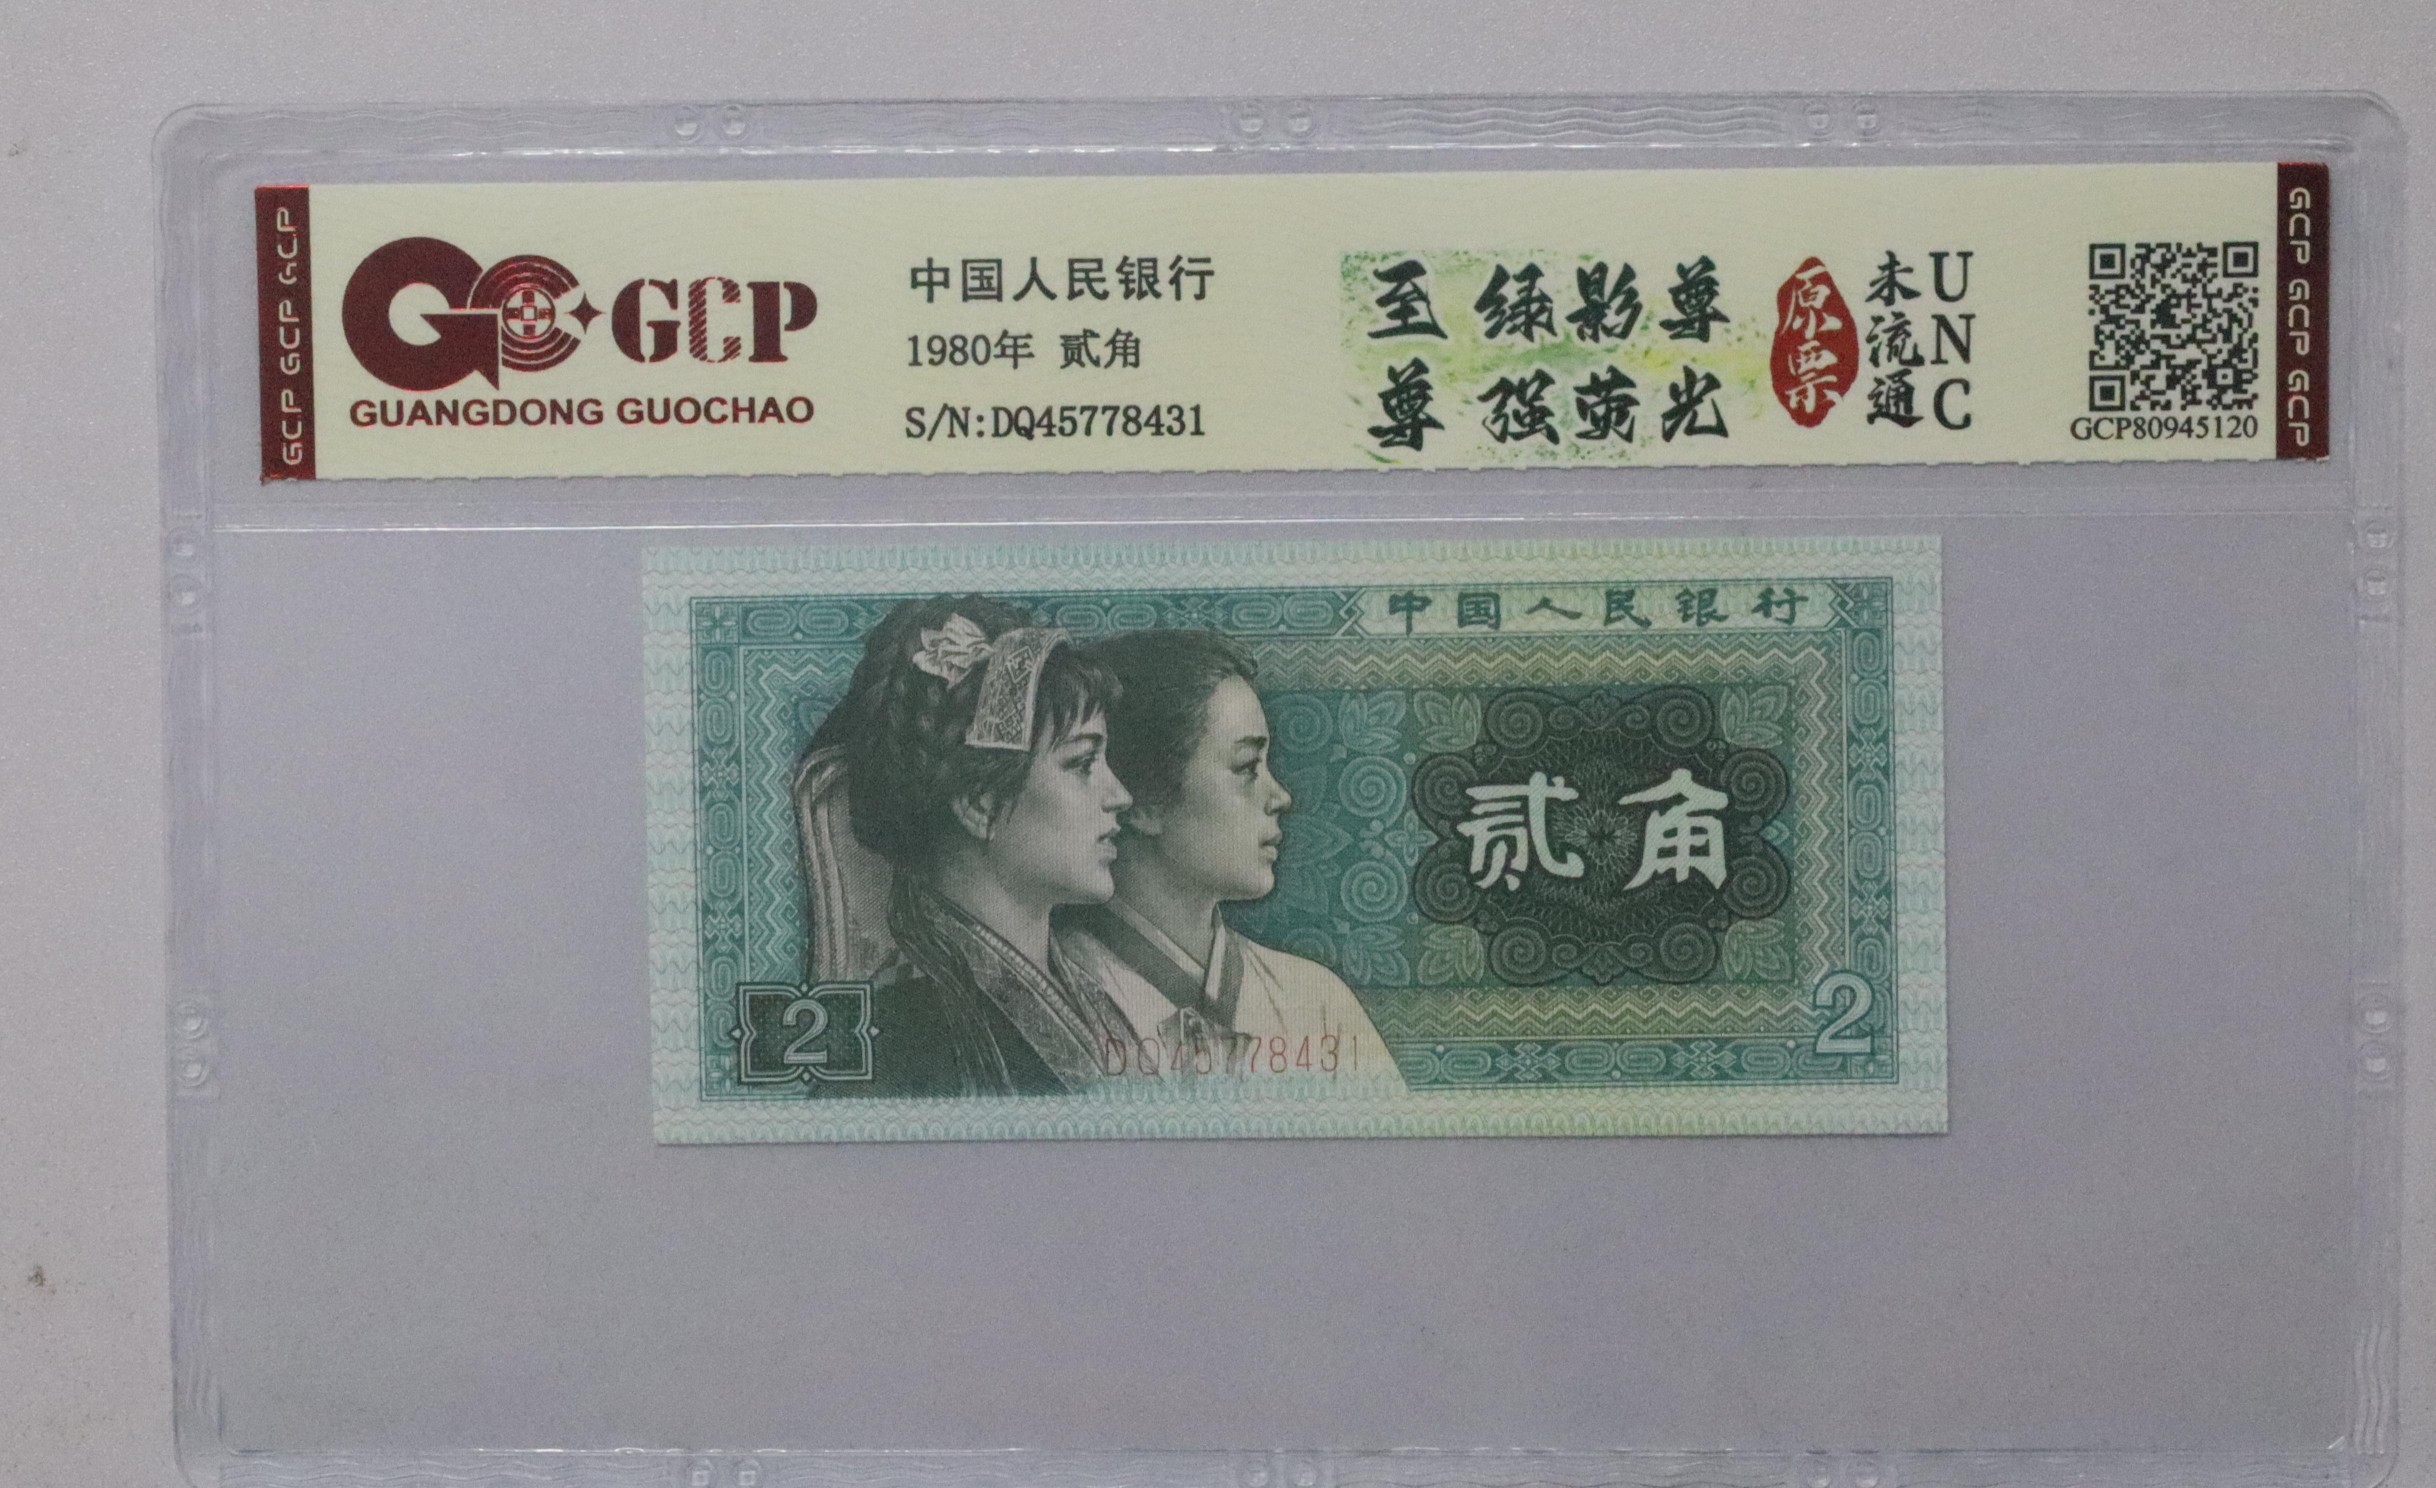 GCP GCP GCP
GCP
GUANGDONG GUOCHAO
中国人民银行
1980年 贰角
S/N:DQ45778431
至尊
绿影尊
强荧光
原票
未流通
UNC
GCP80945120
GCP GCP GCP
中国人民银行
贰角
2
2
DQ45778431